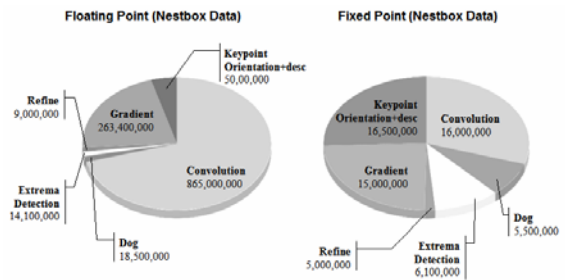 Floating Point (Nestbox Data)
Keypoint
Orientation+desc
50,00,000
Refine
9,000,000
Gradient
263,400,000
Convolution
865,000,000
Extrema
Detection
14,100,000
Dog
18,500,000
Fixed Point (Nestbox Data)
Keypoint
Orientation+desc
16,500,000
Convolution
16,000,000
Gradient
15,000,000
Dog
5,500,000
Refine
5,000,000
Extrema
Detection
6,100,000